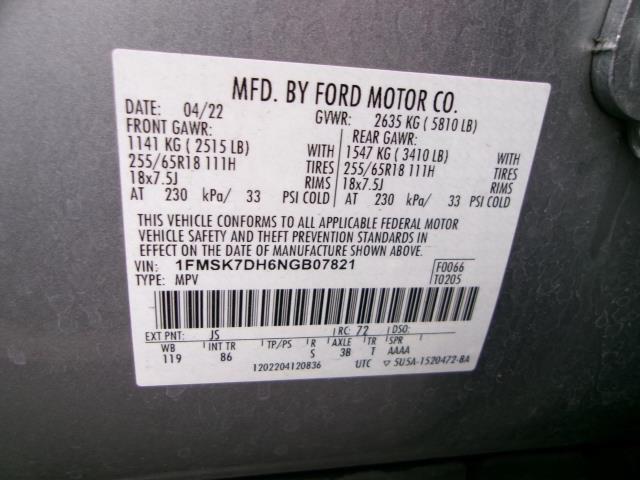 MFD. BY FORD MOTOR CO.
DATE: 04/22 GVWR: 2635 KG ( 5810 LB)
FRONT GAWR: REAR GAWR:
1141 KG ( 2515 LB) WITH 1547 KG ( 3410 LB) WITH
255/65R18 111H TIRES 255/65R18 111H TIRES
18x7.5J RIMS 18x7.5J RIMS
AT 230 kPa/ 33 PSI COLD AT 230 kPa/ 33 PSI COLD
THIS VEHICLE CONFORMS TO ALL APPLICABLE FEDERAL MOTOR
VEHICLE SAFETY AND THEFT PREVENTION STANDARDS IN
EFFECT ON THE DATE OF MANUFACTURE SHOWN ABOVE.
VIN: 1FMSK7DH6NGB07821 F0066
TYPE: MPV T0205
EXT PNT: JS RC: 72 DSO:
WB INT TR TP/PS R AXLE TR SPR
119 86 S 3B T AAAA
1202204120836 UTC ▽ 5U5A-1520472-BA